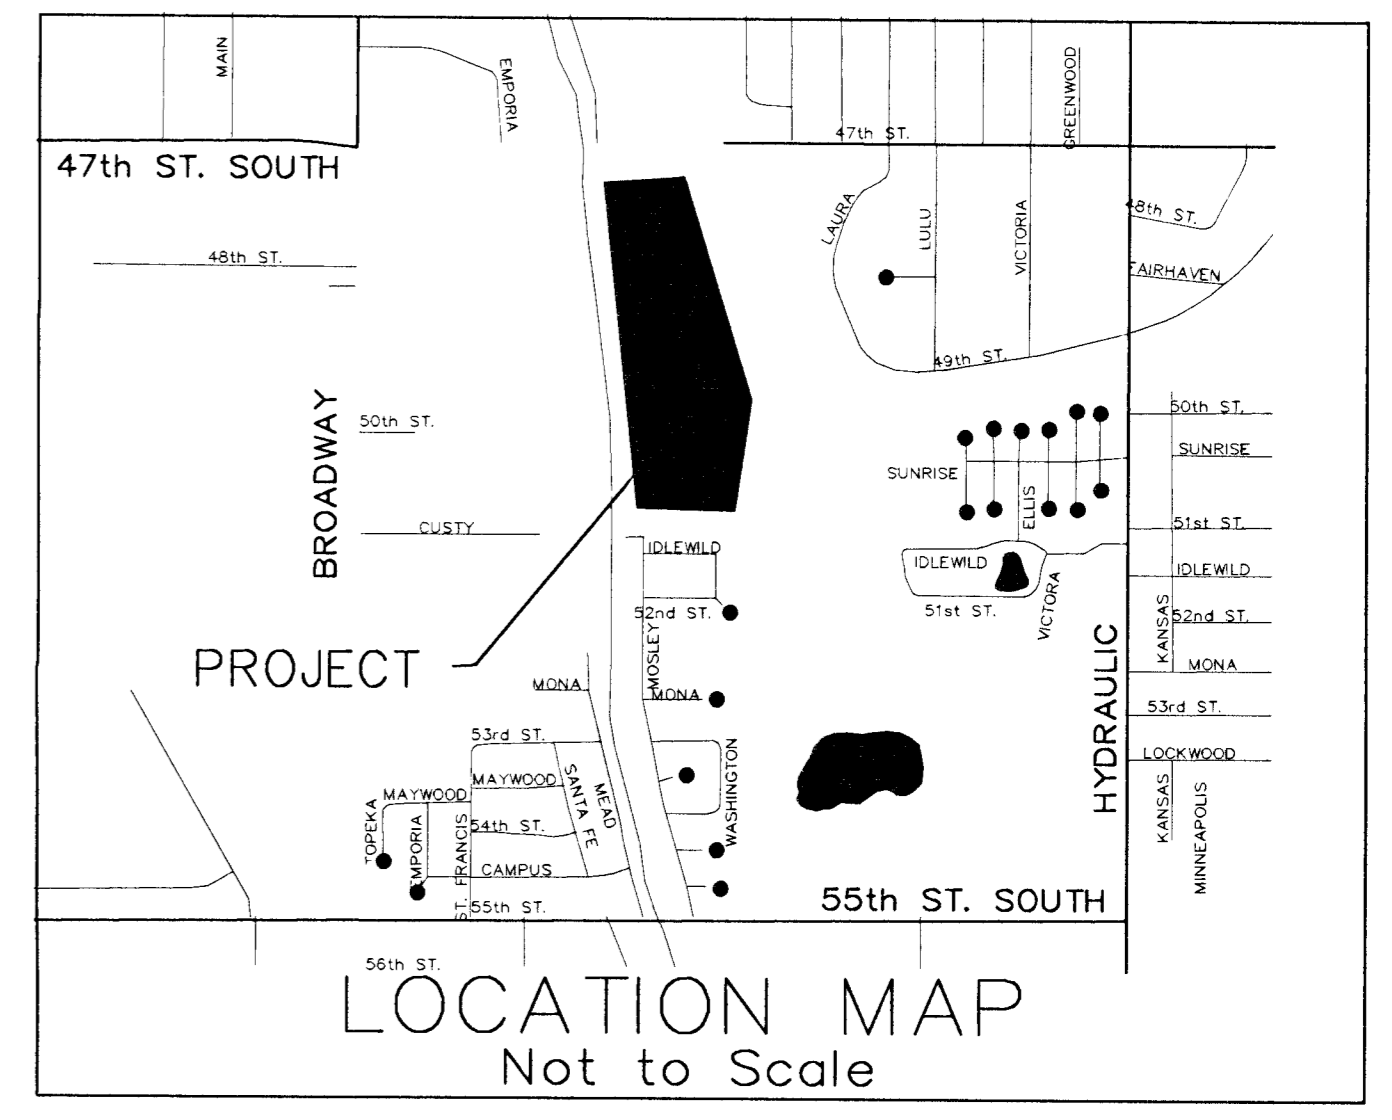 MAIN
EMPORIA
GREENWOOD
47th ST.
47th ST. SOUTH
LAURA
LULU
VICTORIA
48th ST.
48th ST.
FAIRHAVEN
49th ST.
BROADWAY
50th ST.
50th ST.
SUNRISE
SUNRISE
ELLIS
CUSTY
51st ST.
IDLEWILD
IDLEWILD
IDLEWILD
51st ST.
VICTORA
52nd ST.
52nd ST.
KANSAS
MOSLEY
PROJECT
MONA
MONA
MONA
HYDRAULIC
53rd ST.
53rd ST.
WASHINGTON
LOCKWOOD
MAYWOOD
MAYWOOD
SANTA FE
MEAD
TOPEKA
EMPORIA
ST. FRANCIS
54th ST.
KANSAS
MINNEAPOLIS
CAMPUS
55th ST.
55th ST. SOUTH
56th ST.
LOCATION MAP
Not to Scale